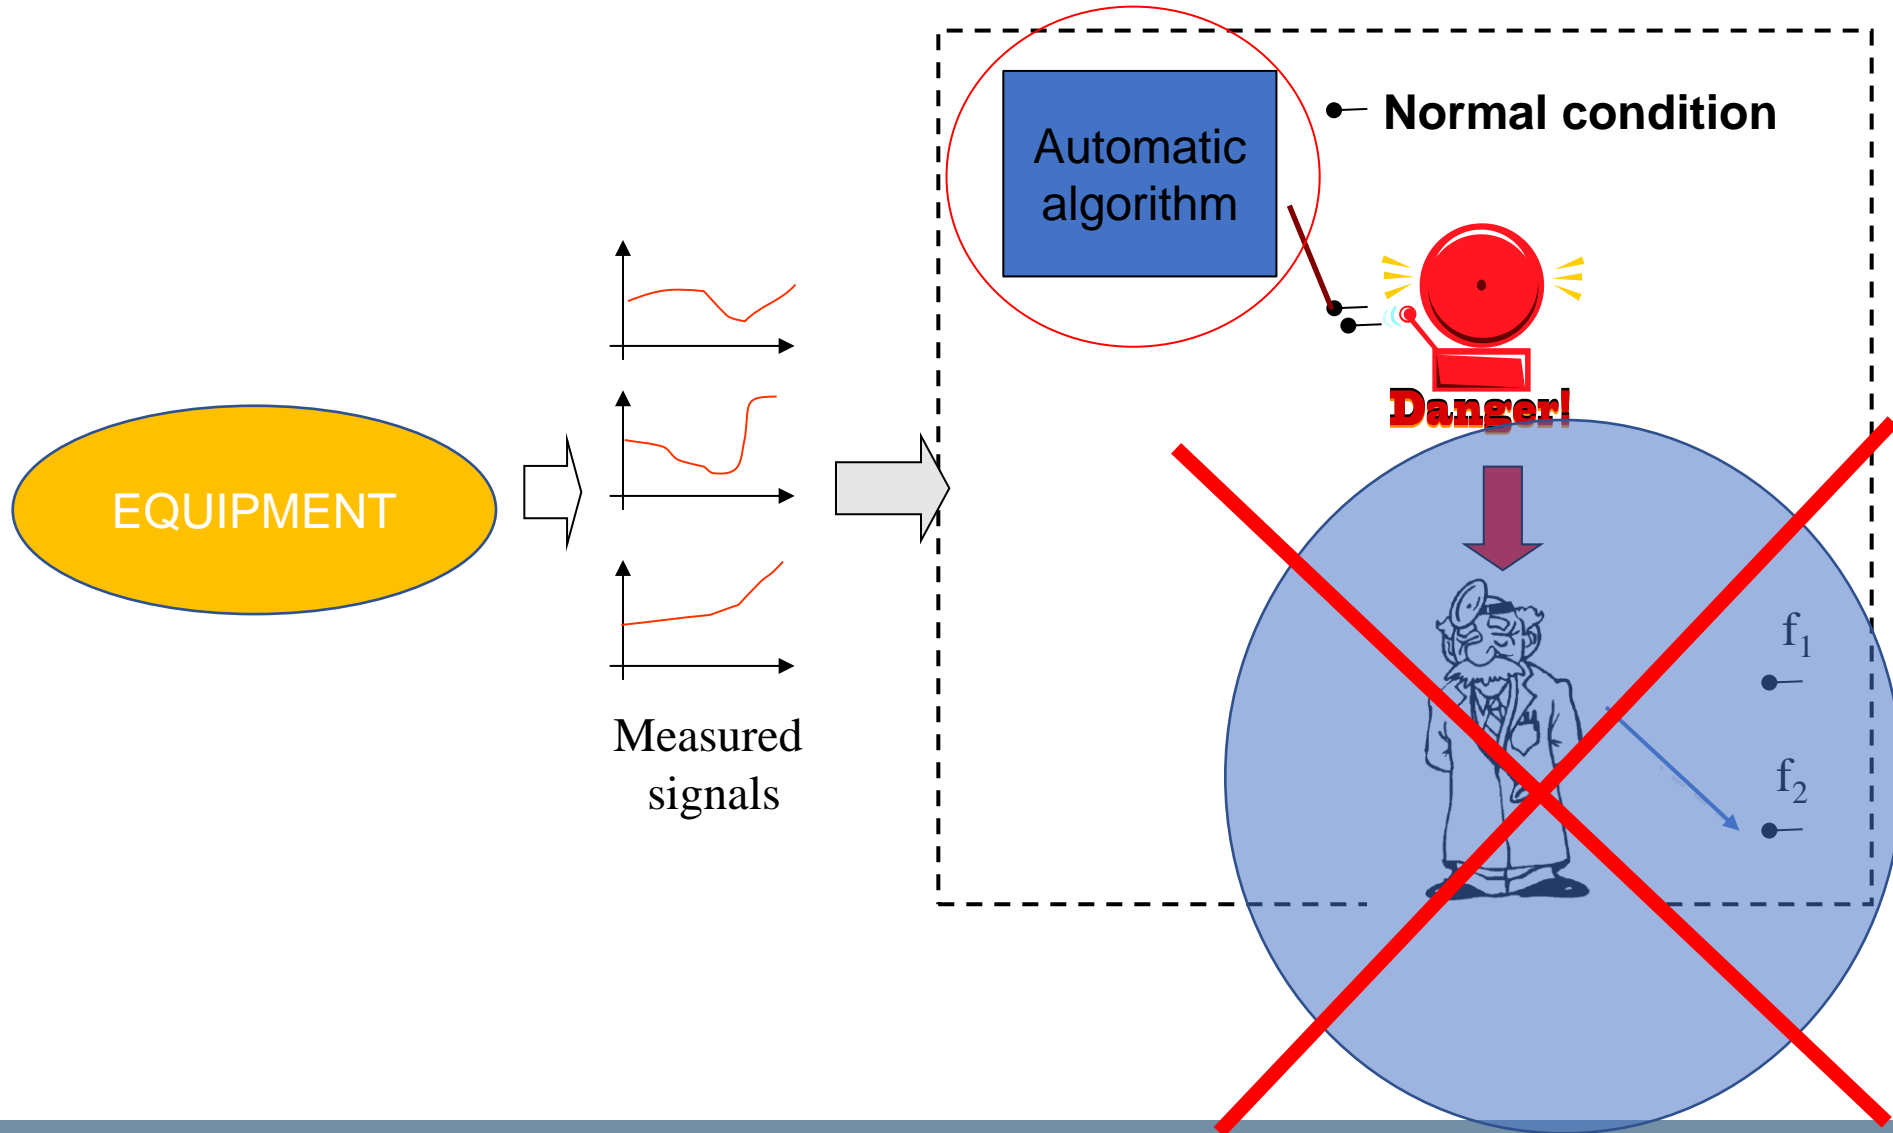 Automatic
algorithm
Normal condition
Danger!
EQUIPMENT
Measured
signals
f1
f2